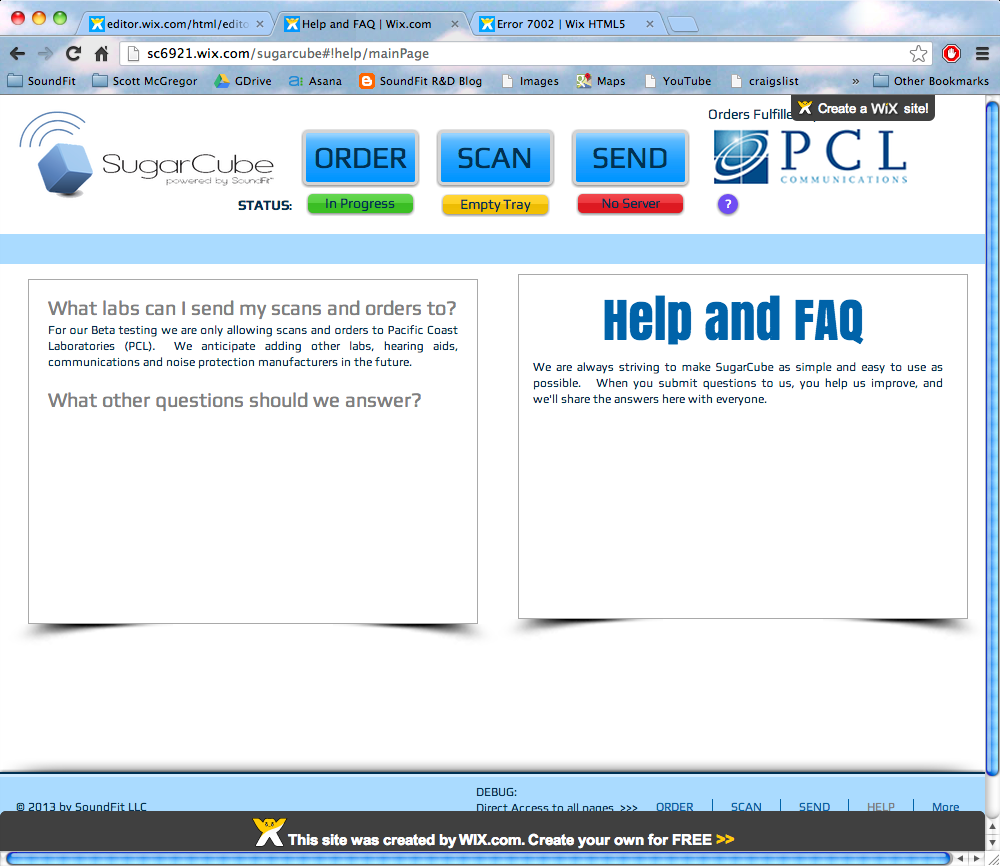 editor.wix.com/html/edito
Help and FAQ | Wix.com
Error 7002 | Wix HTML5
sc6921.wix.com/sugarcube#!help/mainPage
SoundFit
Scott McGregor
GDrive
Asana
SoundFit R&D Blog
Images
Maps
YouTube
craigslist
»
Other Bookmarks
Orders Fulfille
Create a WiX site!
SugarCube
powered by SoundFit
ORDER
SCAN
SEND
PCL
COMMUNICATIONS
STATUS:
In Progress
Empty Tray
No Server
?
What labs can I send my scans and orders to?
For our Beta testing we are only allowing scans and orders to Pacific Coast
Laboratories (PCL). We anticipate adding other labs, hearing aids,
communications and noise protection manufacturers in the future.
What other questions should we answer?
Help and FAQ
We are always striving to make SugarCube as simple and easy to use as
possible. When you submit questions to us, you help us improve, and
we'll share the answers here with everyone.
DEBUG:
© 2013 by SoundFit LLC
Direct Access to all pages >>>
ORDER
SCAN
SEND
HELP
More
This site was created by WIX.com. Create your own for FREE >>